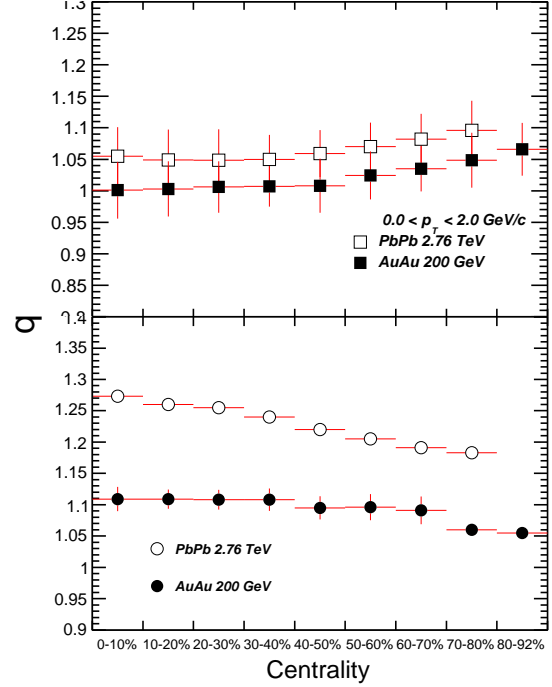 1.3
1.25
1.2
1.15
1.1
1.05
1
0.95
0.9
0.85
0.0 < p_T < 2.0 GeV/c
PbPb 2.76 TeV
AuAu 200 GeV
q
1.4
1.35
1.3
1.25
1.2
1.15
1.1
1.05
1
0.95
0.9
PbPb 2.76 TeV
AuAu 200 GeV
0-10% 10-20% 20-30% 30-40% 40-50% 50-60% 60-70% 70-80% 80-92%
Centrality